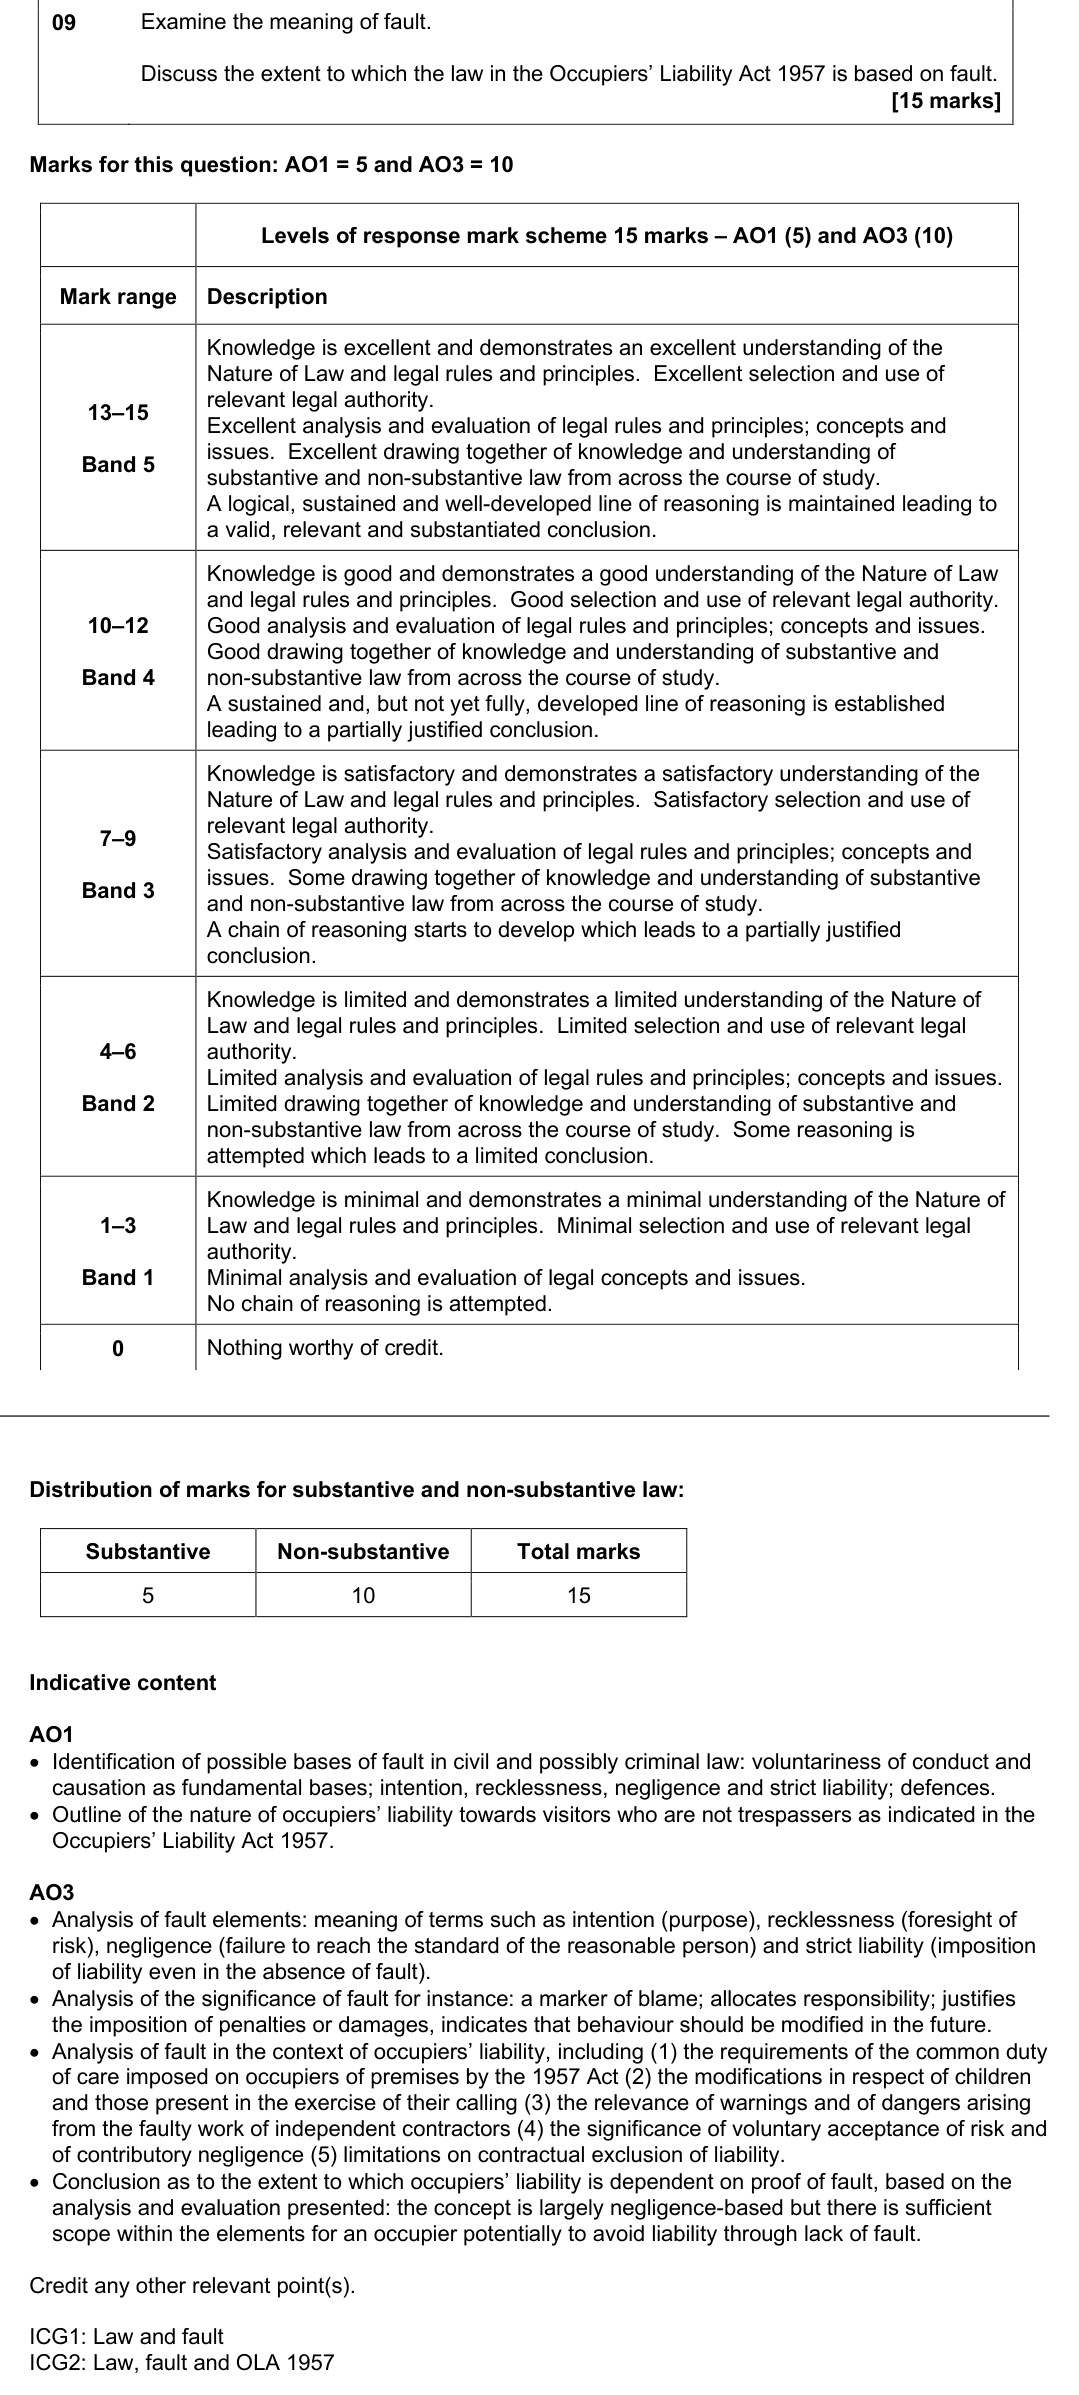 09 Examine the meaning of fault.
Discuss the extent to which the law in the Occupiers’ Liability Act 1957 is based on fault.
[15 marks]
Marks for this question: AO1 = 5 and AO3 = 10
Levels of response mark scheme 15 marks – AO1 (5) and AO3 (10)
Mark range Description
13–15
Band 5
Knowledge is excellent and demonstrates an excellent understanding of the
Nature of Law and legal rules and principles. Excellent selection and use of
relevant legal authority.
Excellent analysis and evaluation of legal rules and principles; concepts and
issues. Excellent drawing together of knowledge and understanding of
substantive and non-substantive law from across the course of study.
A logical, sustained and well-developed line of reasoning is maintained leading to
a valid, relevant and substantiated conclusion.
10–12
Band 4
Knowledge is good and demonstrates a good understanding of the Nature of Law
and legal rules and principles. Good selection and use of relevant legal authority.
Good analysis and evaluation of legal rules and principles; concepts and issues.
Good drawing together of knowledge and understanding of substantive and
non-substantive law from across the course of study.
A sustained and, but not yet fully, developed line of reasoning is established
leading to a partially justified conclusion.
7–9
Band 3
Knowledge is satisfactory and demonstrates a satisfactory understanding of the
Nature of Law and legal rules and principles. Satisfactory selection and use of
relevant legal authority.
Satisfactory analysis and evaluation of legal rules and principles; concepts and
issues. Some drawing together of knowledge and understanding of substantive
and non-substantive law from across the course of study.
A chain of reasoning starts to develop which leads to a partially justified
conclusion.
4–6
Band 2
Knowledge is limited and demonstrates a limited understanding of the Nature of
Law and legal rules and principles. Limited selection and use of relevant legal
authority.
Limited analysis and evaluation of legal rules and principles; concepts and issues.
Limited drawing together of knowledge and understanding of substantive and
non-substantive law from across the course of study. Some reasoning is
attempted which leads to a limited conclusion.
1–3
Band 1
Knowledge is minimal and demonstrates a minimal understanding of the Nature of
Law and legal rules and principles. Minimal selection and use of relevant legal
authority.
Minimal analysis and evaluation of legal concepts and issues.
No chain of reasoning is attempted.
0 Nothing worthy of credit.
Distribution of marks for substantive and non-substantive law:
Substantive Non-substantive Total marks
5 10 15
Indicative content
AO1
• Identification of possible bases of fault in civil and possibly criminal law: voluntariness of conduct and
causation as fundamental bases; intention, recklessness, negligence and strict liability; defences.
• Outline of the nature of occupiers’ liability towards visitors who are not trespassers as indicated in the
Occupiers’ Liability Act 1957.
AO3
• Analysis of fault elements: meaning of terms such as intention (purpose), recklessness (foresight of
risk), negligence (failure to reach the standard of the reasonable person) and strict liability (imposition
of liability even in the absence of fault).
• Analysis of the significance of fault for instance: a marker of blame; allocates responsibility; justifies
the imposition of penalties or damages, indicates that behaviour should be modified in the future.
• Analysis of fault in the context of occupiers’ liability, including (1) the requirements of the common duty
of care imposed on occupiers of premises by the 1957 Act (2) the modifications in respect of children
and those present in the exercise of their calling (3) the relevance of warnings and of dangers arising
from the faulty work of independent contractors (4) the significance of voluntary acceptance of risk and
of contributory negligence (5) limitations on contractual exclusion of liability.
• Conclusion as to the extent to which occupiers’ liability is dependent on proof of fault, based on the
analysis and evaluation presented: the concept is largely negligence-based but there is sufficient
scope within the elements for an occupier potentially to avoid liability through lack of fault.
Credit any other relevant point(s).
ICG1: Law and fault
ICG2: Law, fault and OLA 1957